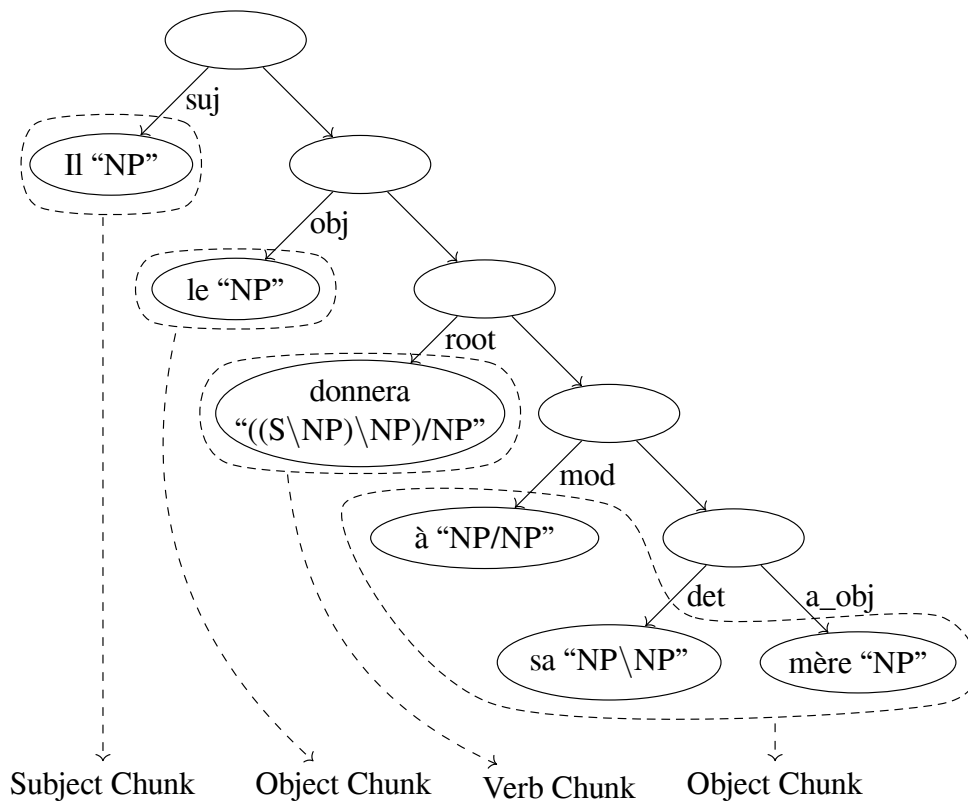 suj
Il “NP”
obj
le “NP”
root
donnera
“((S\NP)\NP)/NP”
mod
à “NP/NP”
det
a_obj
sa “NP\NP”
mère “NP”
Subject Chunk
Object Chunk
Verb Chunk
Object Chunk